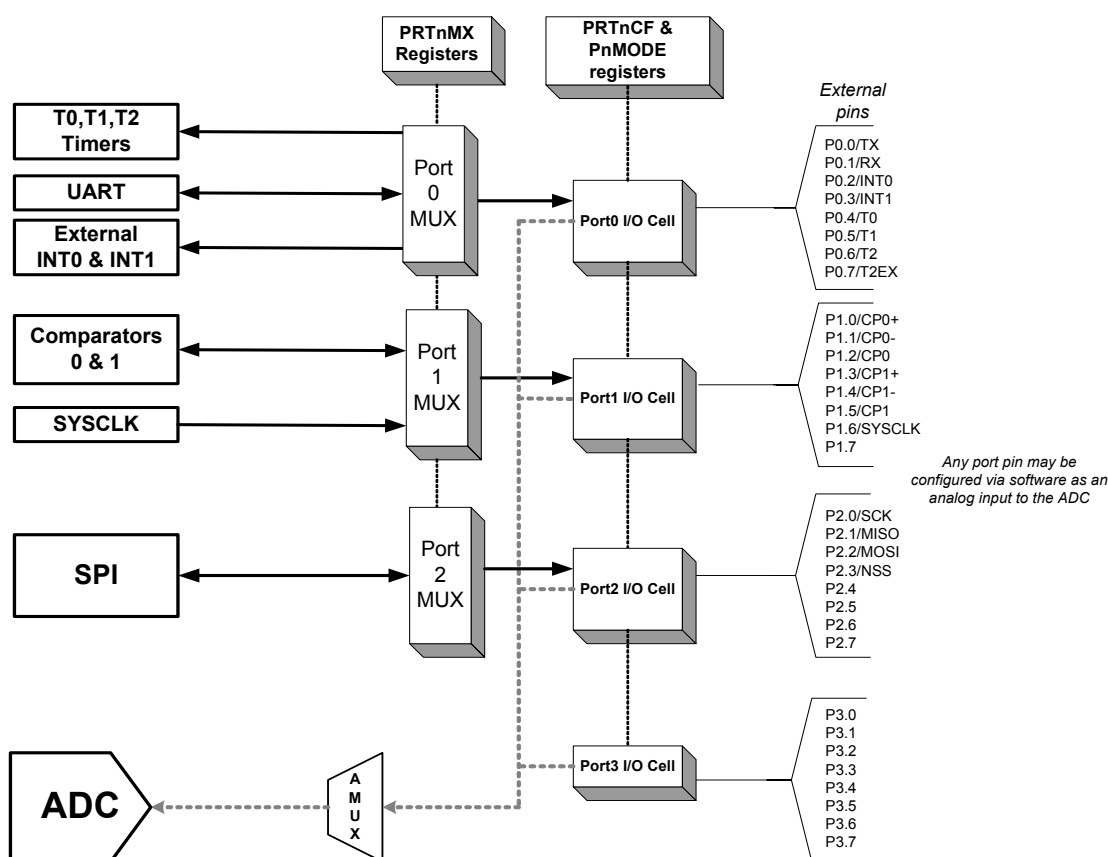 PRTnMX
Registers
PRTnCF &
PnMODE
registers
External
pins
T0,T1,T2
Timers
UART
External
INT0 & INT1
Port
0
MUX
Port0 I/O Cell
P0.0/TX
P0.1/RX
P0.2/INT0
P0.3/INT1
P0.4/T0
P0.5/T1
P0.6/T2
P0.7/T2EX
Comparators
0 & 1
SYSCLK
Port
1
MUX
Port1 I/O Cell
P1.0/CP0+
P1.1/CP0-
P1.2/CP0
P1.3/CP1+
P1.4/CP1-
P1.5/CP1
P1.6/SYSCLK
P1.7
Any port pin may be
configured via software as an
analog input to the ADC
SPI
Port
2
MUX
Port2 I/O Cell
P2.0/SCK
P2.1/MISO
P2.2/MOSI
P2.3/NSS
P2.4
P2.5
P2.6
P2.7
ADC
A
M
U
X
Port3 I/O Cell
P3.0
P3.1
P3.2
P3.3
P3.4
P3.5
P3.6
P3.7